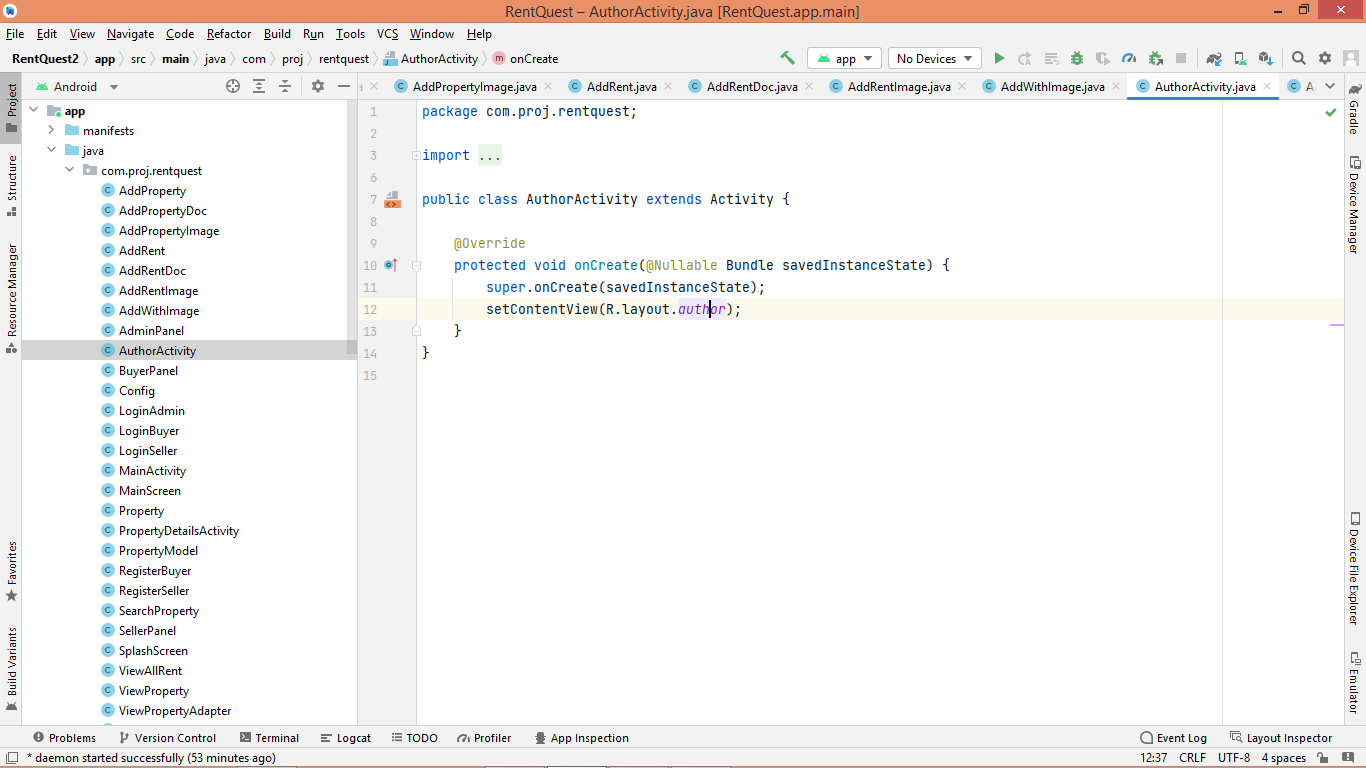 RentQuest – AuthorActivity.java [RentQuest.app.main]
File Edit View Navigate Code Refactor Build Run Tools VCS Window Help
RentQuest2 app src main java com proj rentquest AuthorActivity m onCreate app No Devices
Project Android AddPropertyImage.java AddRent.java AddRentDoc.java AddRentImage.java AddWithImage.java AuthorActivity.java A
Structure
Resource Manager
Favorites
Build Variants
app
manifests
java
com.proj.rentquest
C AddProperty
C AddPropertyDoc
C AddPropertyImage
C AddRent
C AddRentDoc
C AddRentImage
C AddWithImage
C AdminPanel
C AuthorActivity
C BuyerPanel
C Config
C LoginAdmin
C LoginBuyer
C LoginSeller
C MainActivity
C MainScreen
C Property
C PropertyDetailsActivity
C PropertyModel
C RegisterBuyer
C RegisterSeller
C SearchProperty
C SellerPanel
C SplashScreen
C ViewAllRent
C ViewProperty
C ViewPropertyAdapter
1 package com.proj.rentquest;
2
3 import ...
6
7 public class AuthorActivity extends Activity {
8
9 @Override
10 protected void onCreate(@Nullable Bundle savedInstanceState) {
11 super.onCreate(savedInstanceState);
12 setContentView(R.layout.author);
13 }
14 }
15
Gradle
Device Manager
Device File Explorer
Emulator
Problems Version Control Terminal Logcat TODO Profiler App Inspection Event Log Layout Inspector
* daemon started successfully (53 minutes ago) 12:37 CRLF UTF-8 4 spaces